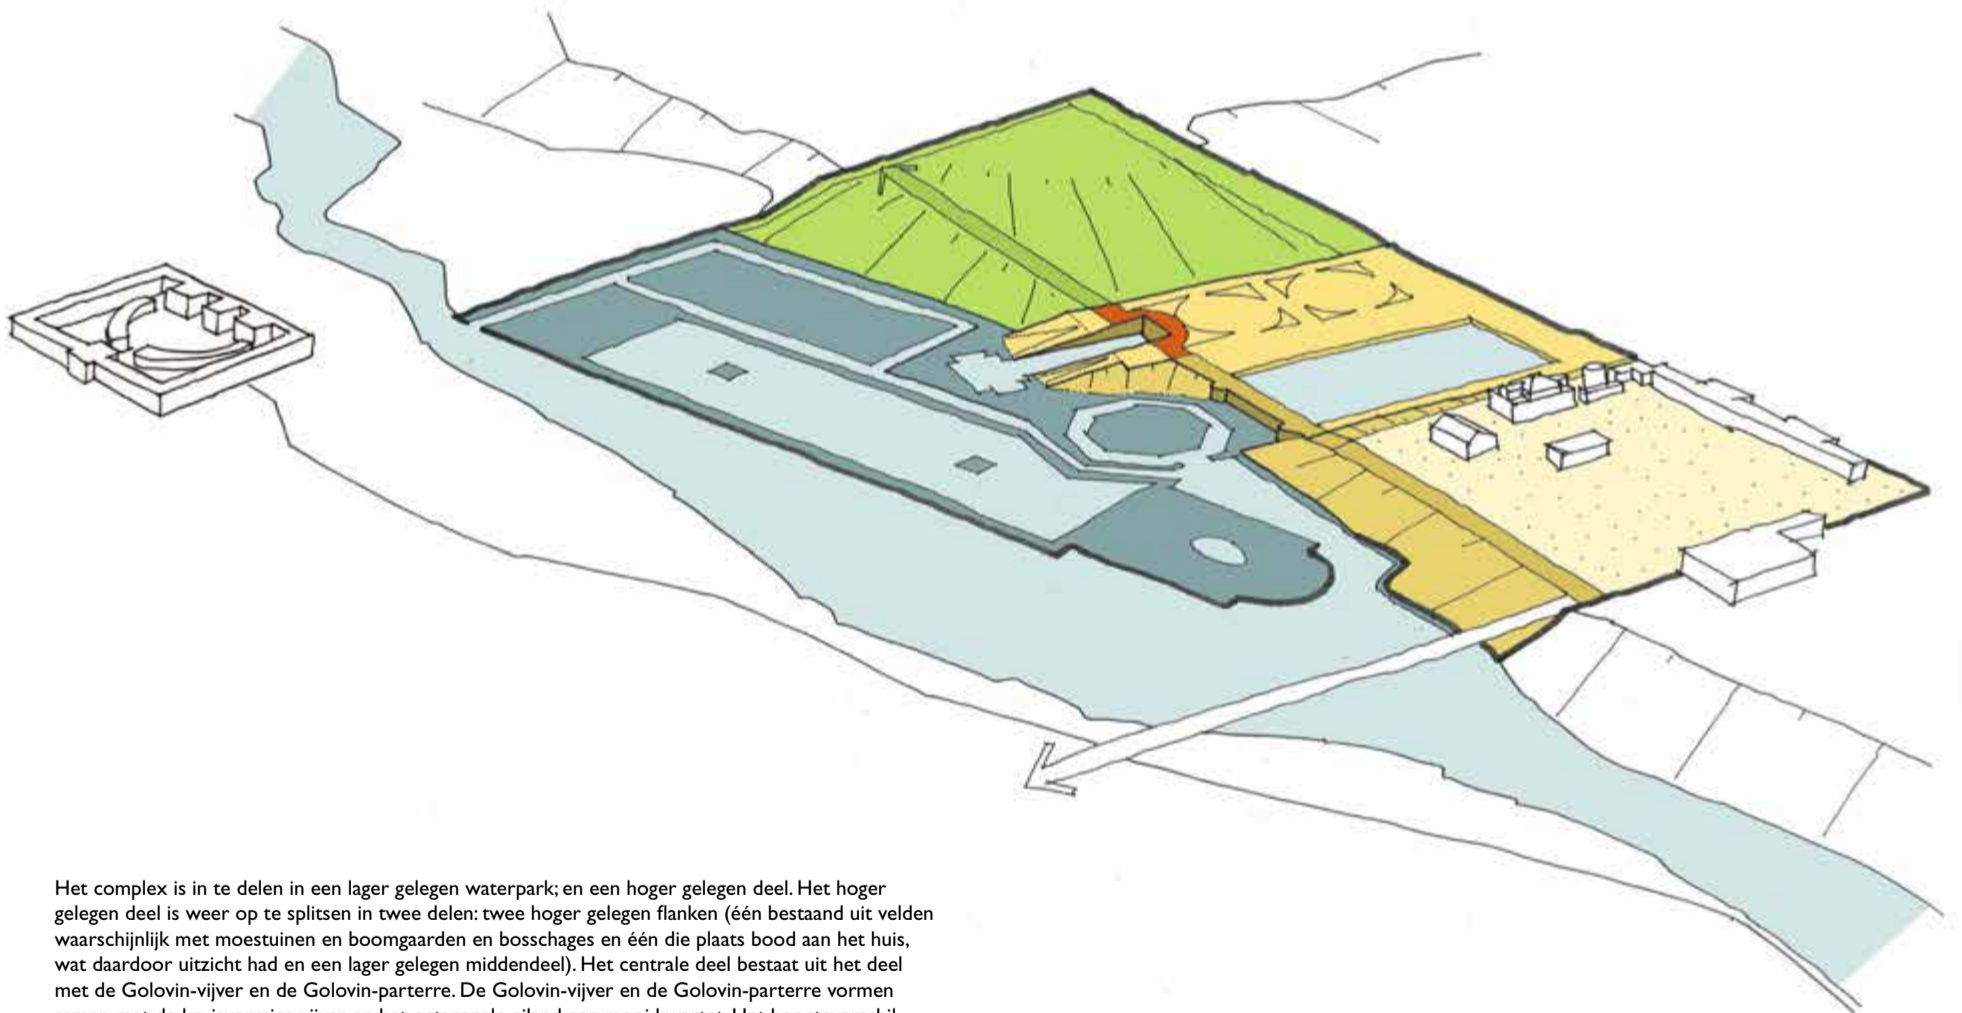 Het complex is in te delen in een lager gelegen waterpark; en een hoger gelegen deel. Het hoger
gelegen deel is weer op te splitsen in twee delen: twee hoger gelegen flanken (één bestaand uit velden
waarschijnlijk met moestuinen en boomgaarden en bosschages en één die plaats bood aan het huis,
wat daardoor uitzicht had en een lager gelegen middendeel). Het centrale deel bestaat uit het deel
met de Golovin-vijver en de Golovin-parterre. De Golovin-vijver en de Golovin-parterre vormen